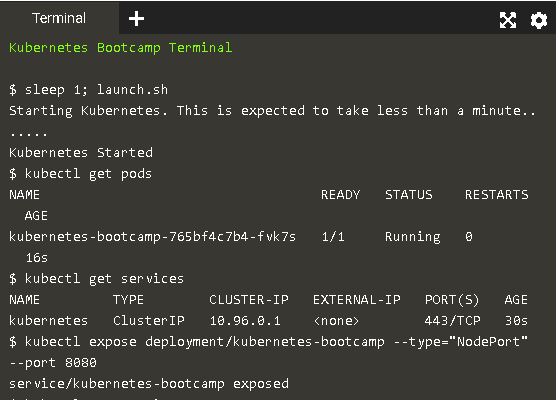 Terminal
Kubernetes Bootcamp Terminal
$ sleep 1; launch.sh
Starting Kubernetes. This is expected to take less than a minute..
.....
Kubernetes Started
$ kubectl get pods
NAME READY STATUS RESTARTS
AGE
kubernetes-bootcamp-765bf4c7b4-fvk7s 1/1 Running 0
16s
$ kubectl get services
NAME TYPE CLUSTER-IP EXTERNAL-IP PORT(S) AGE
kubernetes ClusterIP 10.96.0.1 <none> 443/TCP 30s
$ kubectl expose deployment/kubernetes-bootcamp --type="NodePort"
--port 8080
service/kubernetes-bootcamp exposed